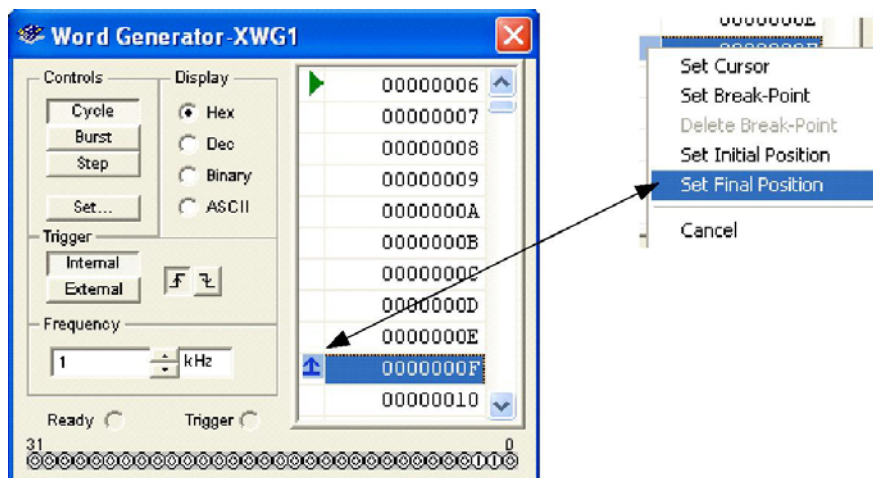 Word Generator-XWG1
Controls
Cycle
Burst
Step
Set...
Display
Hex
Dec
Binary
ASCII
Trigger
Internal
External
Frequency
1 kHz
Ready Trigger
00000006
00000007
00000008
00000009
0000000A
0000000B
0000000C
0000000D
0000000E
0000000F
00000010
31 0
0000000E
Set Cursor
Set Break-Point
Delete Break-Point
Set Initial Position
Set Final Position
Cancel